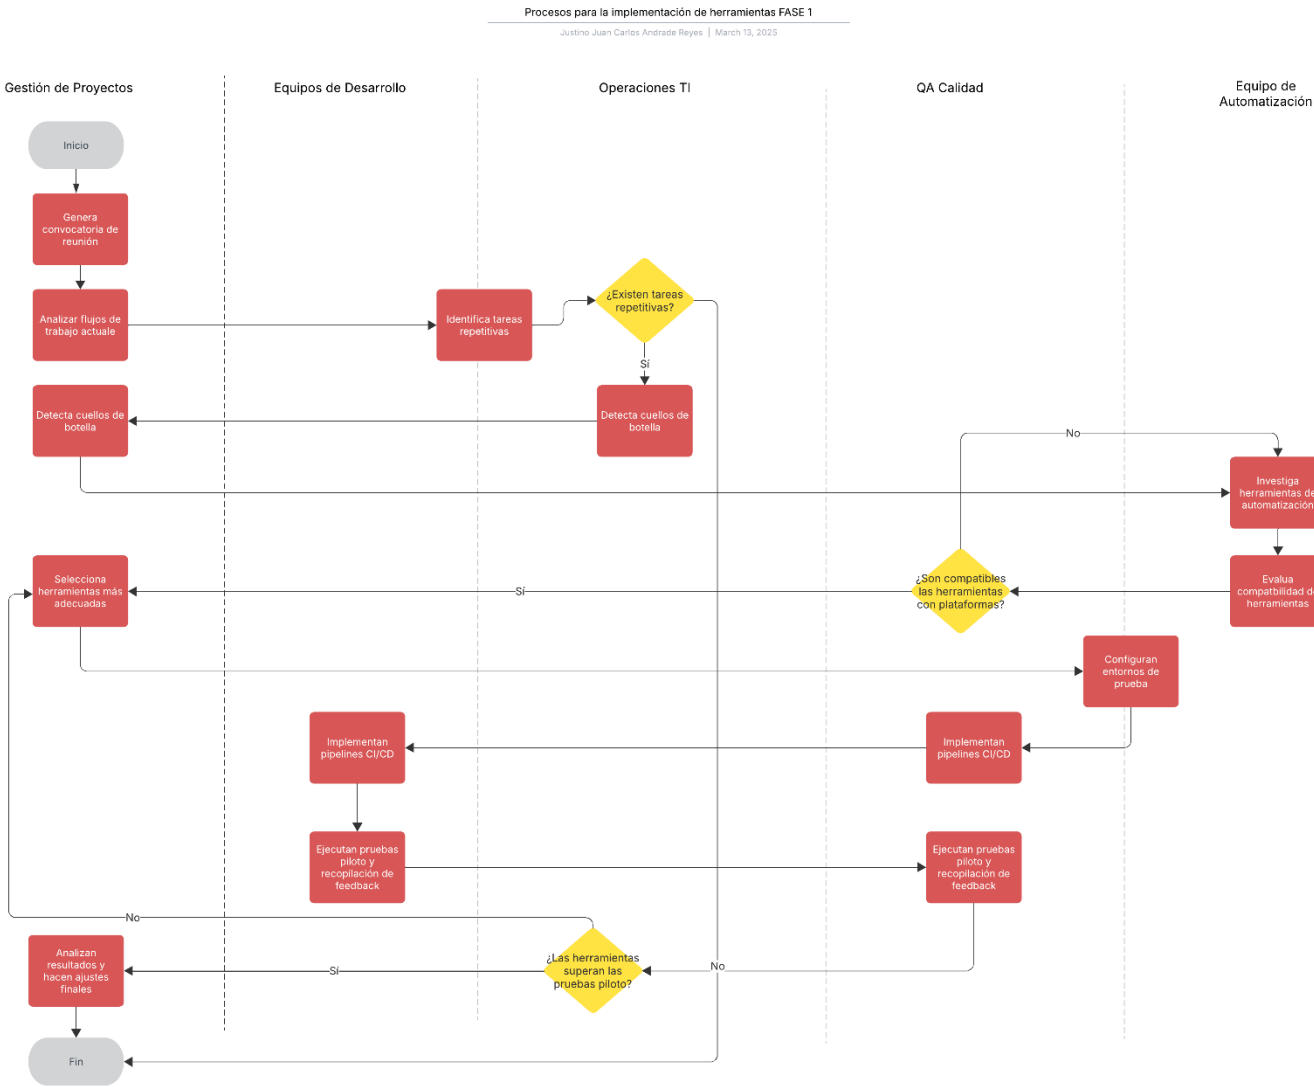 Procesos para la implementación de herramientas FASE 1
Justino Juan Carlos Andrade Reyes | March 13, 2025
Gestión de Proyectos
Equipos de Desarrollo
Operaciones TI
QA Calidad
Equipo de
Automatización
Inicio
Genera
convocatoria de
reunión
Analizar flujos de
trabajo actuale
Identifica tareas
repetitivas
¿Existen tareas
repetitivas?
Sí
Detecta cuellos de
botella
Detecta cuellos de
botella
No
Investiga
herramientas de
automatización
Selecciona
herramientas más
adecuadas
Sí
¿Son compatibles
las herramientas
con plataformas?
Evalua
compatbilidad de
herramientas
Configuran
entornos de
prueba
Implementan
pipelines CI/CD
Implementan
pipelines CI/CD
Ejecutan pruebas
piloto y
recopilación de
feedback
Ejecutan pruebas
piloto y
recopilación de
feedback
No
Analizan
resultados y
hacen ajustes
finales
Sí
¿Las herramientas
superan las
pruebas piloto?
No
Fin